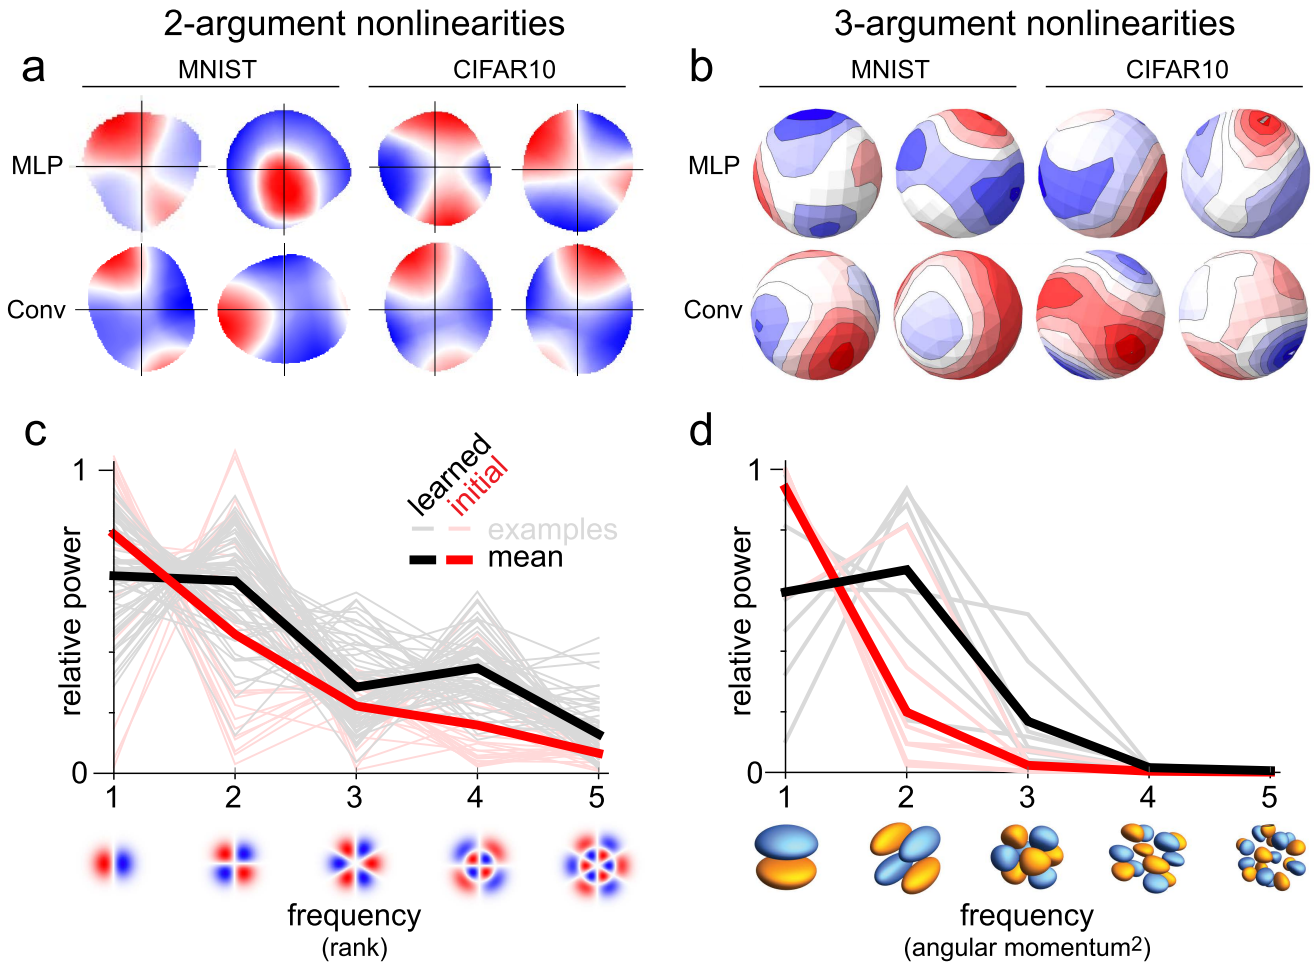 2-argument nonlinearities
3-argument nonlinearities
a
MNIST
CIFAR10
b
MNIST
CIFAR10
MLP
MLP
Conv
Conv
c
learned
initial
examples
mean
1
0
relative power
1
2
3
4
5
frequency
(rank)
d
1
0
relative power
1
2
3
4
5
frequency
(angular momentum²)